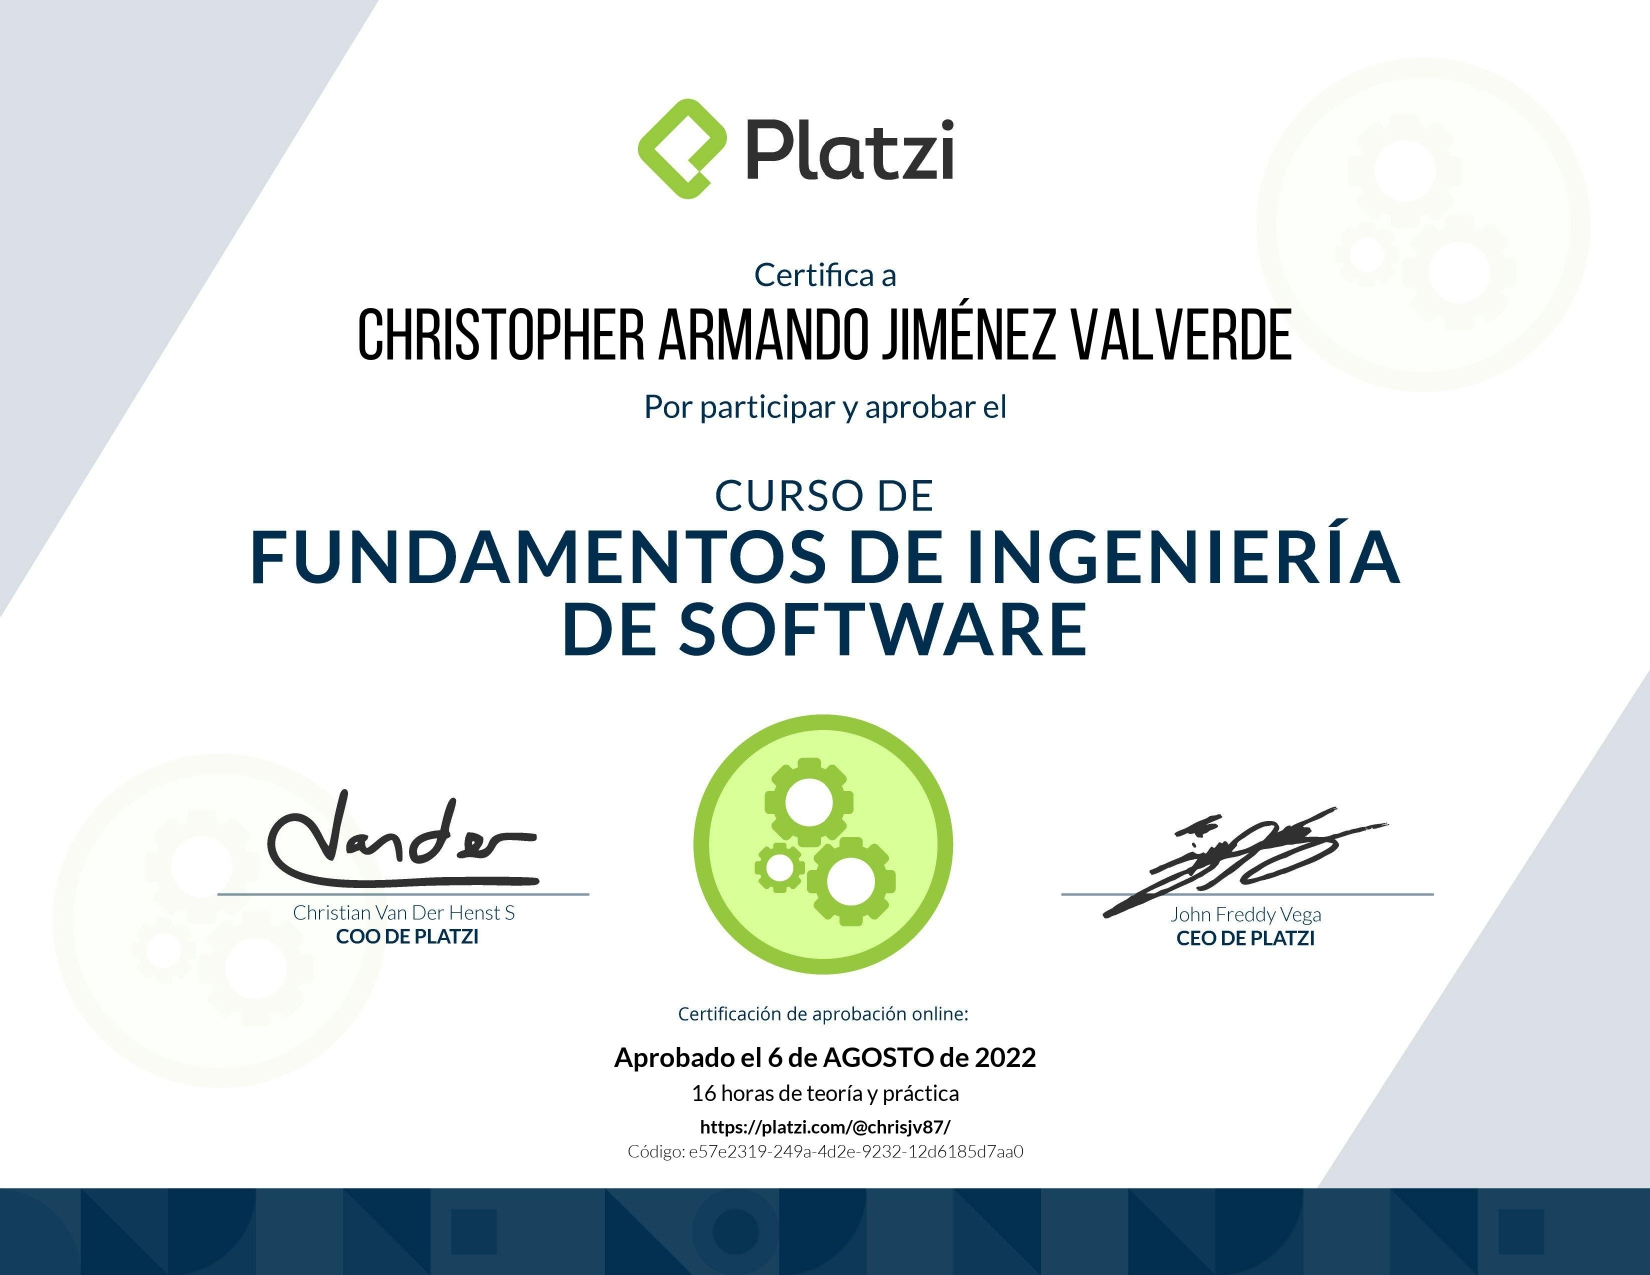 Platzi
Certifica a
CHRISTOPHER ARMANDO JIMÉNEZ VALVERDE
Por participar y aprobar el
CURSO DE
FUNDAMENTOS DE INGENIERÍA
DE SOFTWARE
Vander
Christian Van Der Henst S
COO DE PLATZI
John Freddy Vega
CEO DE PLATZI
Certificación de aprobación online:
Aprobado el 6 de AGOSTO de 2022
16 horas de teoría y práctica
https://platzi.com/@chrisjv87/
Código: e57e2319-249a-4d2e-9232-12d6185d7aa0